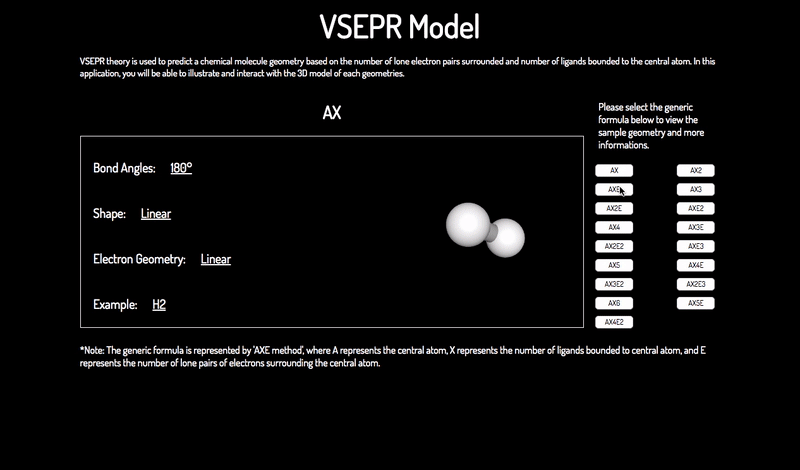 VSEPR Model
VSEPR theory is used to predict a chemical molecule geometry based on the number of lone electron pairs surrounded and number of ligands bounded to the central atom. In this
application, you will be able to illustrate and interact with the 3D model of each geometries.
AX
Please select the generic
formula below to view the
sample geometry and more
informations.
Bond Angles: 180°
Shape: Linear
Electron Geometry: Linear
Example: H2
AX AX2
AXE AX3
AX2E AXE2
AX4 AX3E
AX2E2 AXE3
AX5 AX4E
AX3E2 AX2E3
AX6 AX5E
AX4E2
*Note: The generic formula is represented by 'AXE method', where A represents the central atom, X represents the number of ligands bounded to central atom, and E
represents the number of lone pairs of electrons surrounding the central atom.